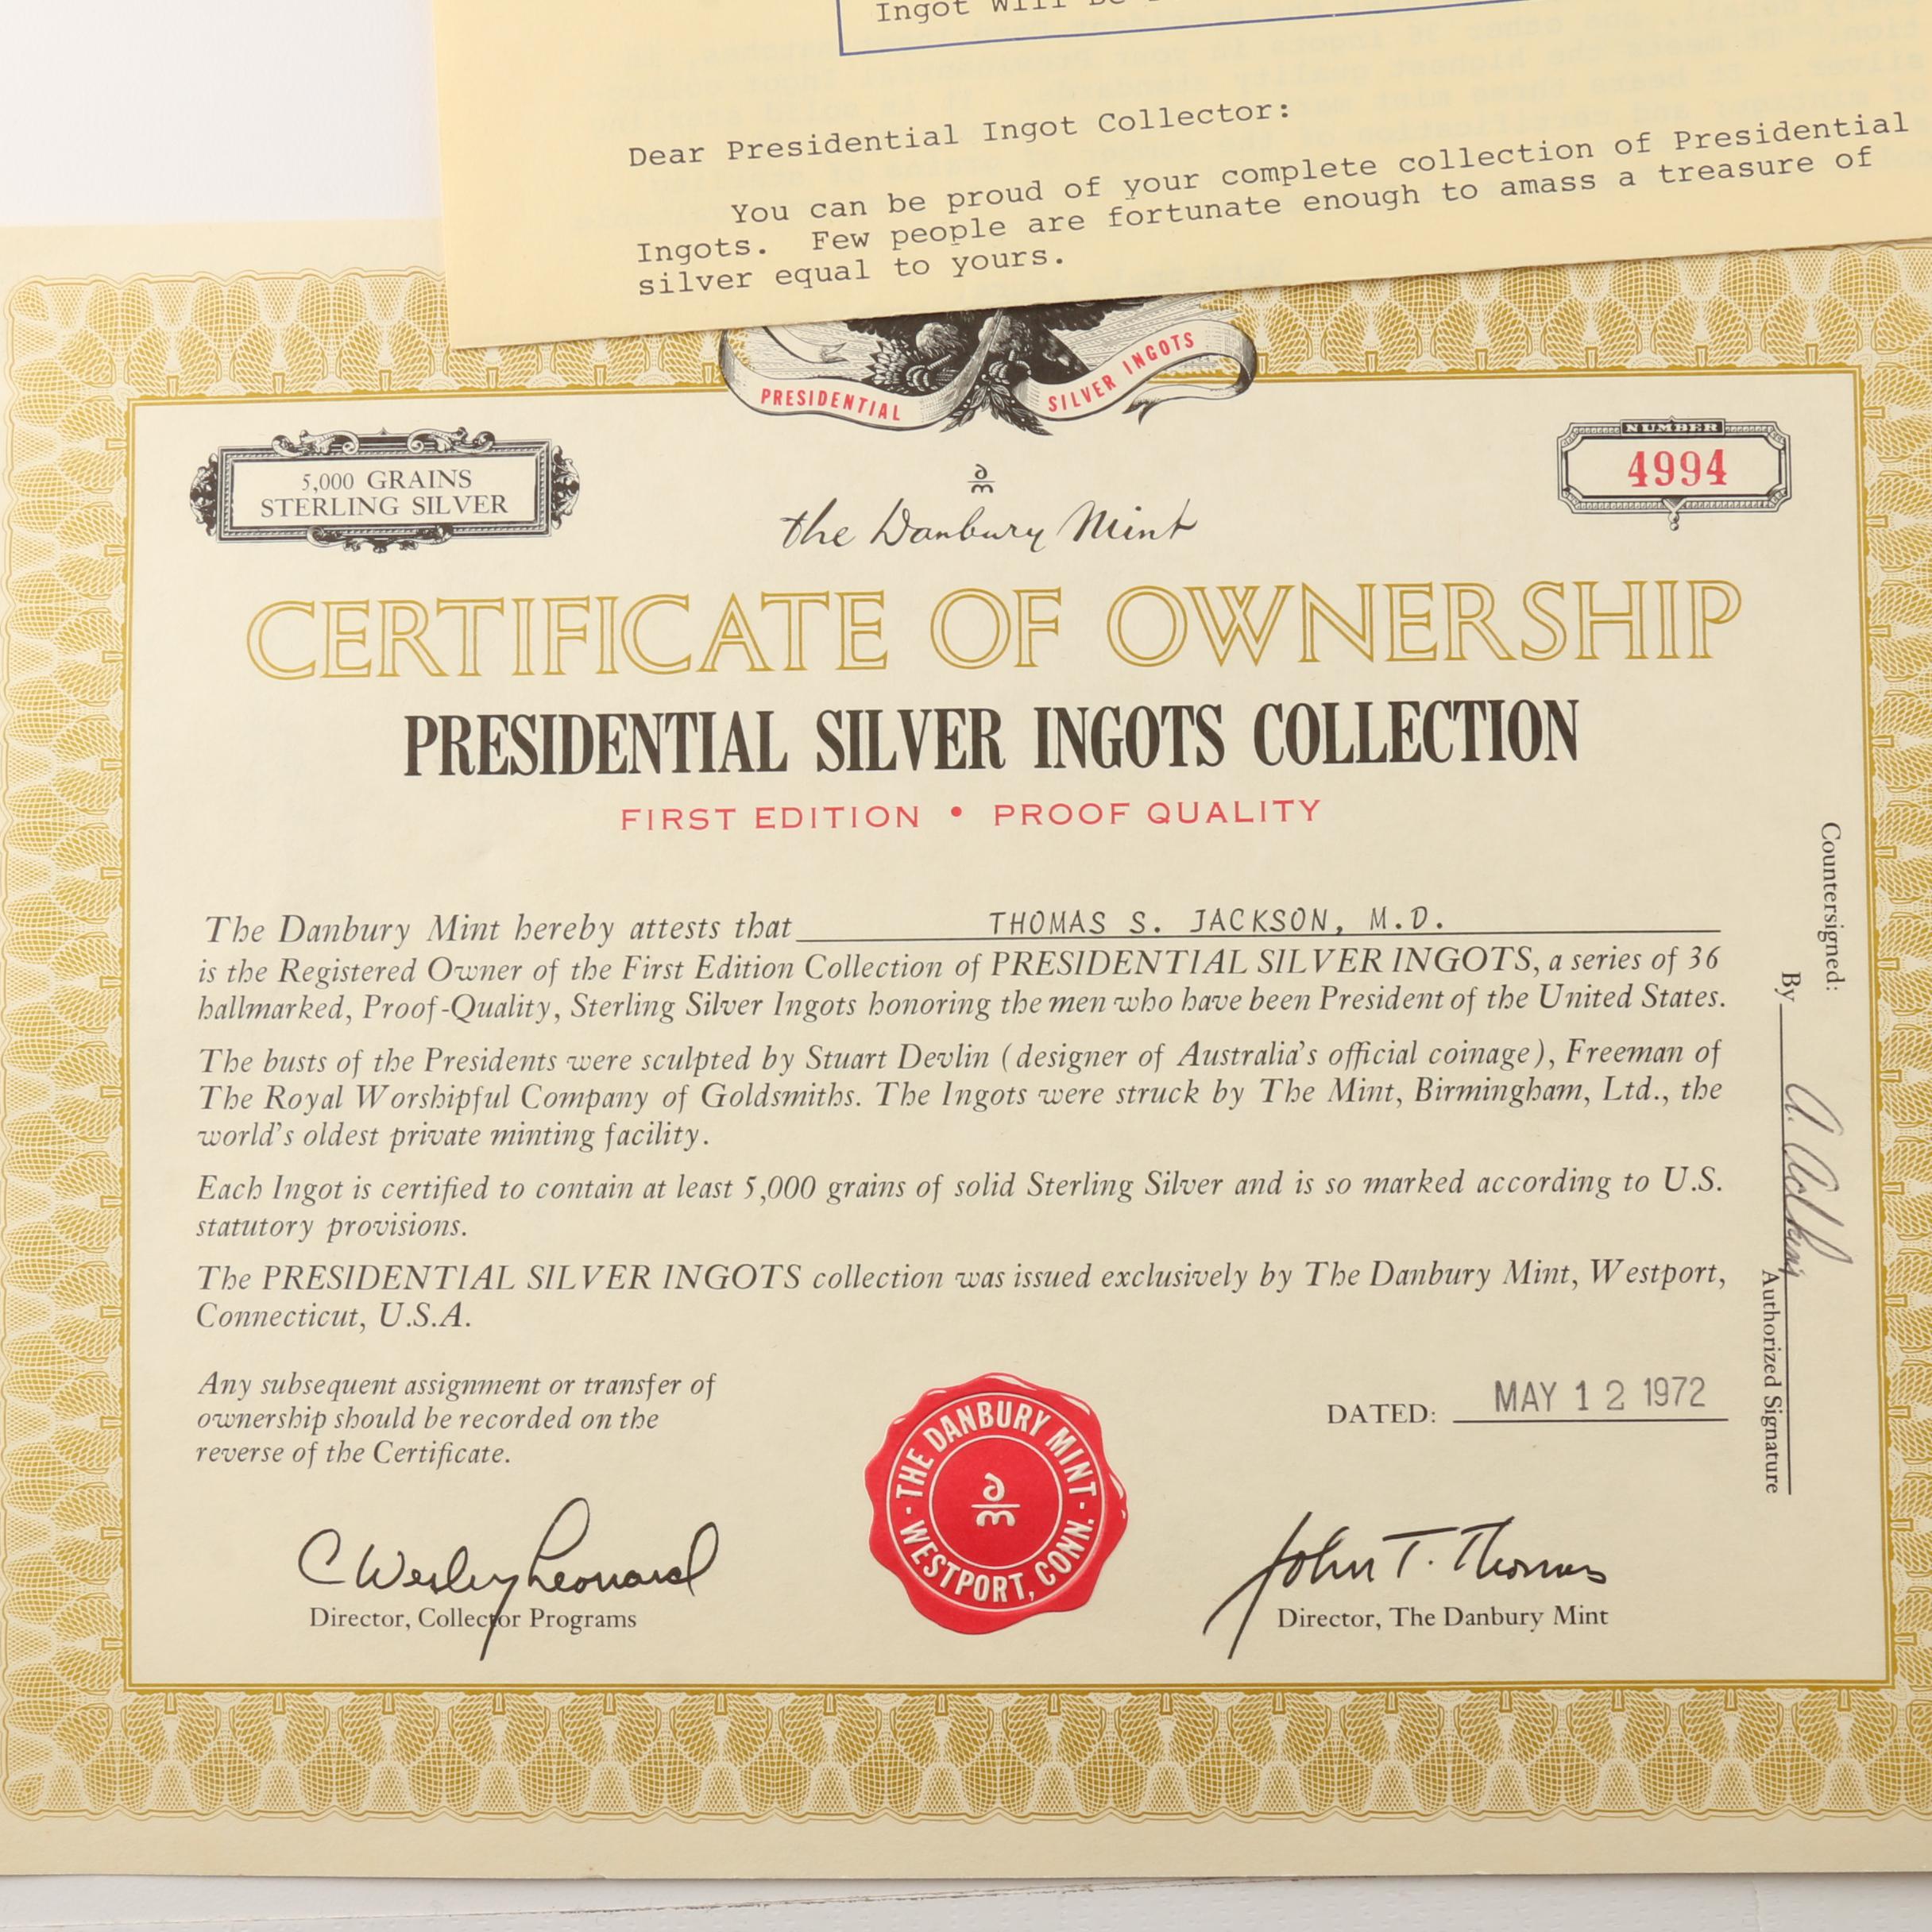 Ingot Will Be
Dear Presidential Ingot Collector:
You can be proud of your complete collection of Presidential
Ingots. Few people are fortunate enough to amass a treasure of
silver equal to yours.
PRESIDENTIAL SILVER INGOTS
5,000 GRAINS
STERLING SILVER
NUMBER
4994
the Danbury Mint
CERTIFICATE OF OWNERSHIP
PRESIDENTIAL SILVER INGOTS COLLECTION
FIRST EDITION • PROOF QUALITY
The Danbury Mint hereby attests that THOMAS S. JACKSON, M.D.
is the Registered Owner of the First Edition Collection of PRESIDENTIAL SILVER INGOTS, a series of 36
hallmarked, Proof-Quality, Sterling Silver Ingots honoring the men who have been President of the United States.
The busts of the Presidents were sculpted by Stuart Devlin (designer of Australia's official coinage), Freeman of
The Royal Worshipful Company of Goldsmiths. The Ingots were struck by The Mint, Birmingham, Ltd., the
world's oldest private minting facility.
Each Ingot is certified to contain at least 5,000 grains of solid Sterling Silver and is so marked according to U.S.
statutory provisions.
The PRESIDENTIAL SILVER INGOTS collection was issued exclusively by The Danbury Mint, Westport,
Connecticut, U.S.A.
Any subsequent assignment or transfer of
ownership should be recorded on the
reverse of the Certificate.
DATED: MAY 12 1972
THE DANBURY MINT · WESTPORT, CONN. ·
C Wesley Leonard
Director, Collector Programs
John T. Thomas
Director, The Danbury Mint
Countersigned:
By
Authorized Signature